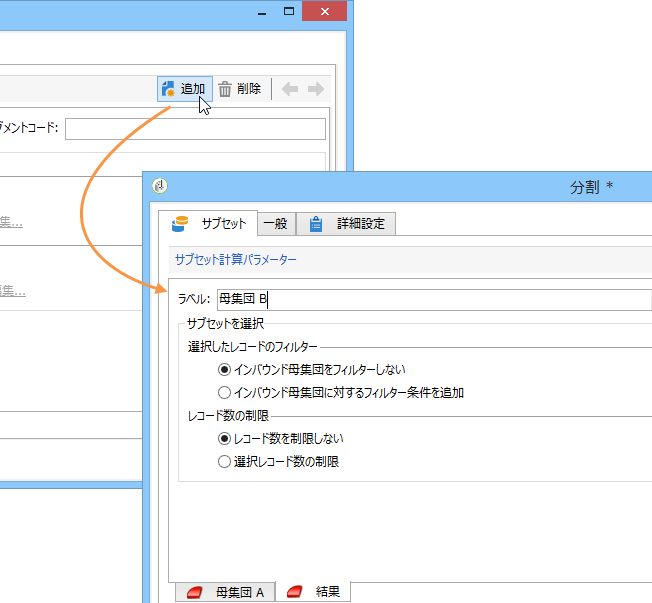 追加 削除
グメントコード:
集...
分割 *
サブセット 一般 詳細設定
サブセット計算パラメーター
編集...
ラベル: 母集団 B
サブセットを選択
選択したレコードのフィルター
インバウンド母集団をフィルターしない
インバウンド母集団に対するフィルター条件を追加
レコード数の制限
レコード数を制限しない
選択レコード数の制限
母集団 A 結果